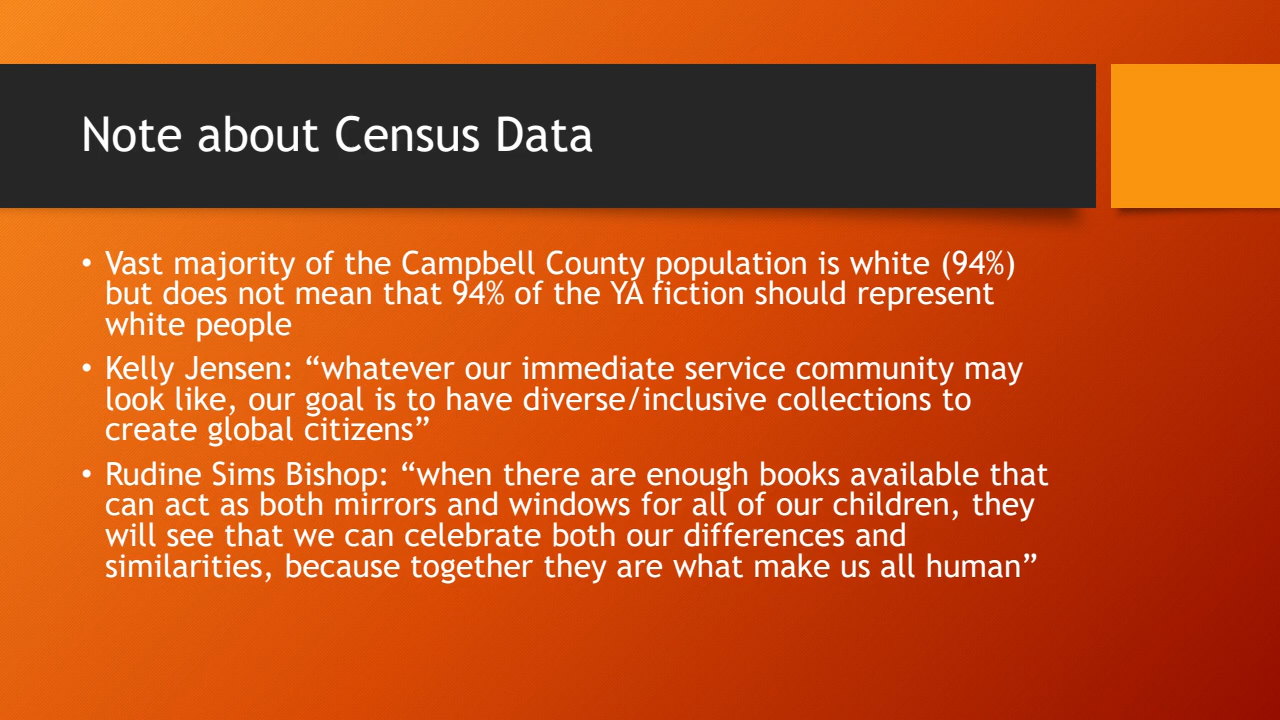 Note about Census Data
• Vast majority of the Campbell County population is white (94%)
but does not mean that 94% of the YA fiction should represent
white people
• Kelly Jensen: “whatever our immediate service community may
look like, our goal is to have diverse/inclusive collections to
create global citizens”
• Rudine Sims Bishop: “when there are enough books available that
can act as both mirrors and windows for all of our children, they
will see that we can celebrate both our differences and
similarities, because together they are what make us all human”